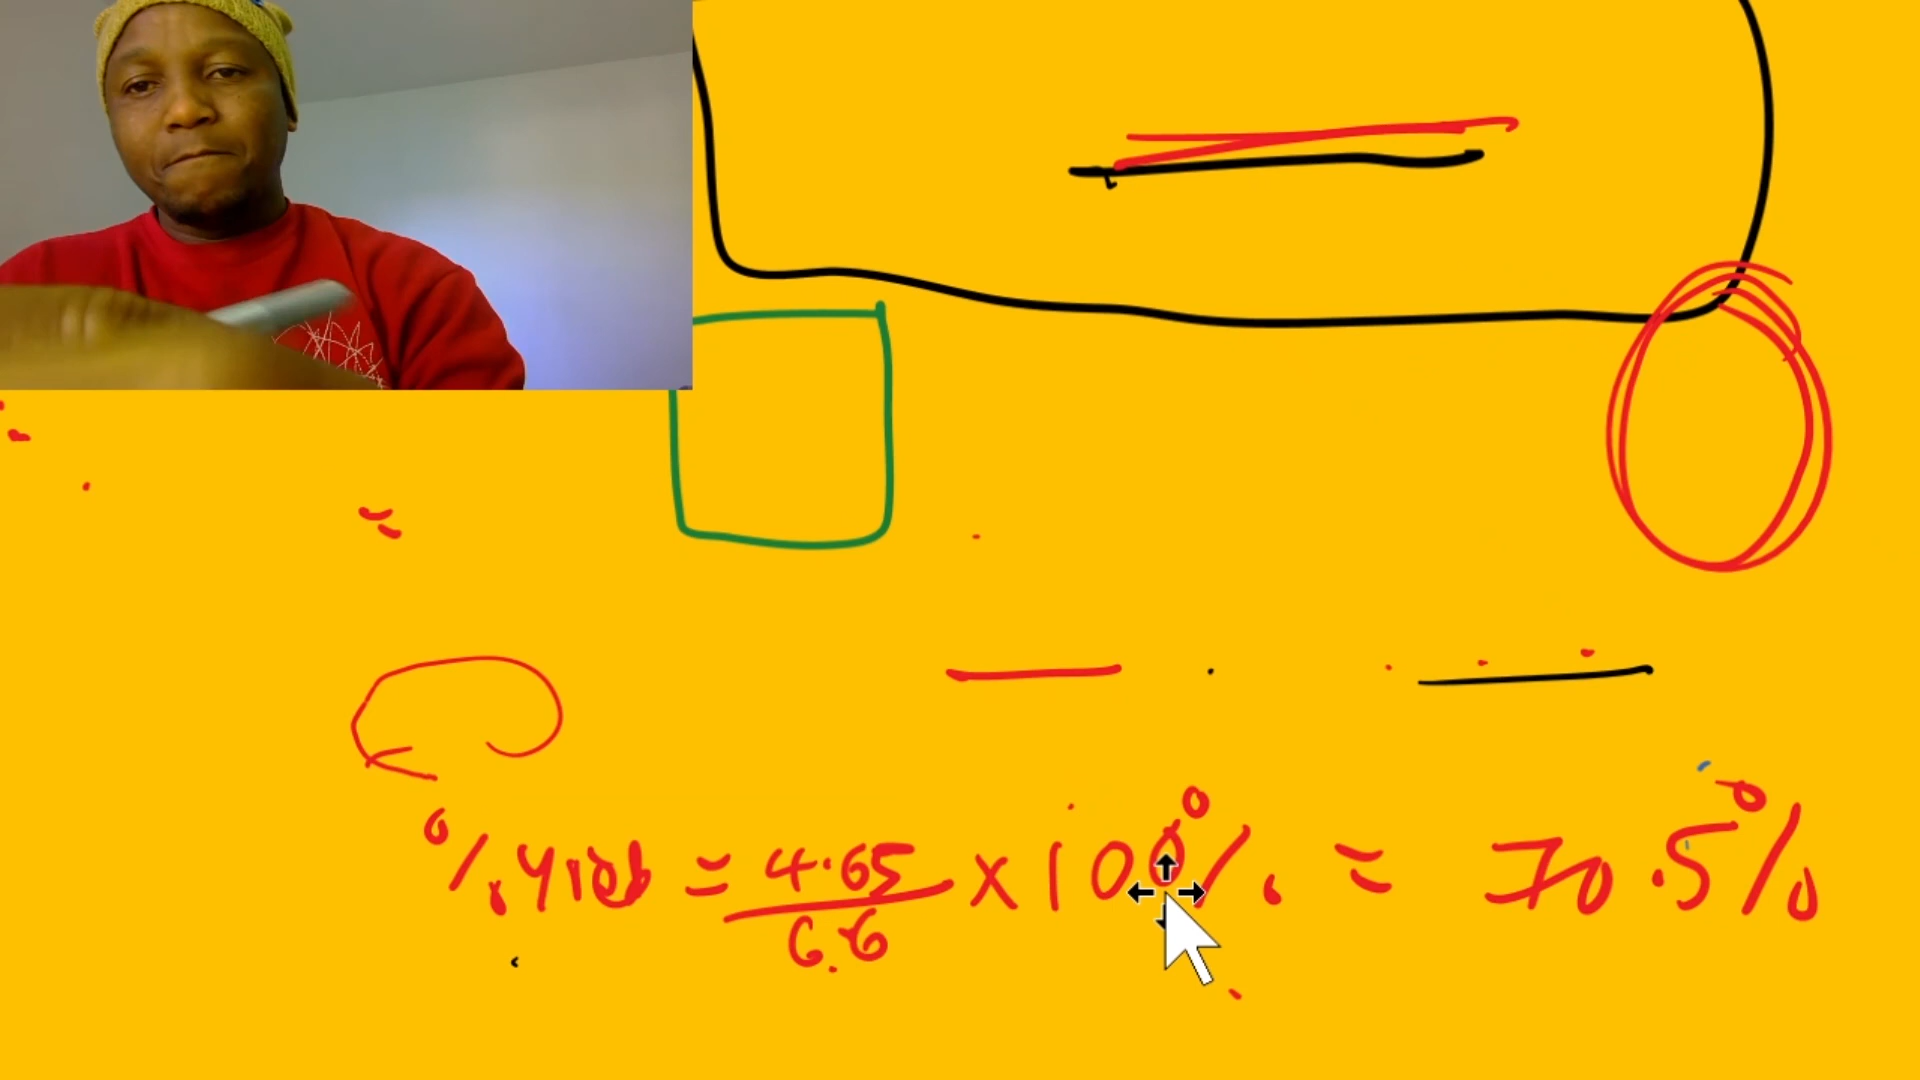 % yield = 4.65/6.6 x 100% = 70.5%